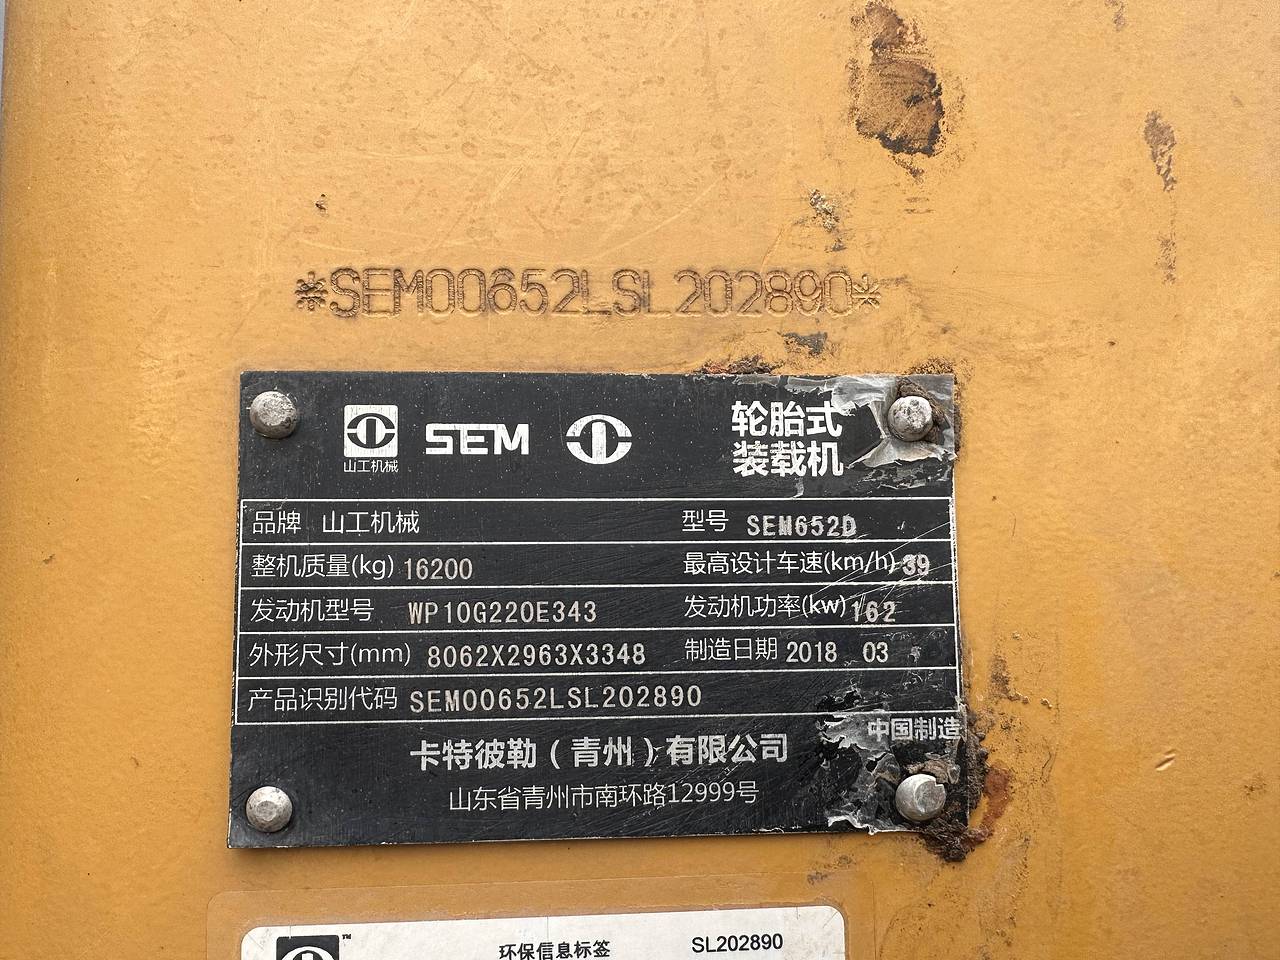 *SEM00652LSL202890*
山工机械
SEM
轮胎式
装载机
品牌 山工机械 型号 SEM652D
整机质量(kg) 16200 最高设计车速(km/h) 39
发动机型号 WP10G220E343 发动机功率(kw) 162
外形尺寸(mm) 8062X2963X3348 制造日期 2018 03
产品识别代码 SEM00652LSL202890
中国制造
卡特彼勒（青州）有限公司
山东省青州市南环路12999号
TM
环保信息标签 SL202890